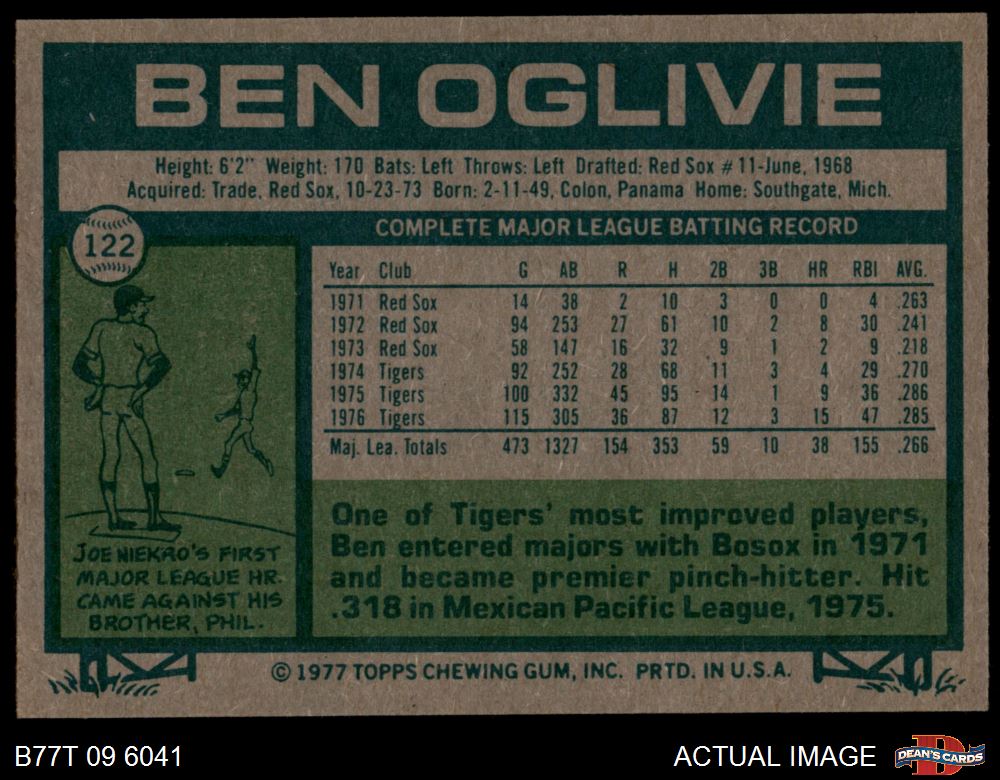 BEN OGLIVIE
Height: 6'2" Weight: 170 Bats: Left Throws: Left Drafted: Red Sox #11-June, 1968
Acquired: Trade, Red Sox, 10-23-73 Born: 2-11-49, Colon, Panama Home: Southgate, Mich.
122
COMPLETE MAJOR LEAGUE BATTING RECORD
Year Club G AB R H 2B 3B HR RBI AVG.
1971 Red Sox 14 38 2 10 3 0 0 4 .263
1972 Red Sox 94 253 27 61 10 2 8 30 .241
1973 Red Sox 58 147 16 32 9 1 2 9 .218
1974 Tigers 92 252 28 68 11 3 4 29 .270
1975 Tigers 100 332 45 95 14 1 9 36 .286
1976 Tigers 115 305 36 87 12 3 15 47 .285
Maj. Lea. Totals 473 1327 154 353 59 10 38 155 .266
JOE NIEKRO'S FIRST
MAJOR LEAGUE HR.
CAME AGAINST HIS
BROTHER, PHIL.
One of Tigers' most improved players,
Ben entered majors with Bosox in 1971
and became premier pinch-hitter. Hit
.318 in Mexican Pacific League, 1975.
© 1977 TOPPS CHEWING GUM, INC. PRTD. IN U.S.A.
B77T 09 6041
ACTUAL IMAGE
D
DEAN'S CARDS